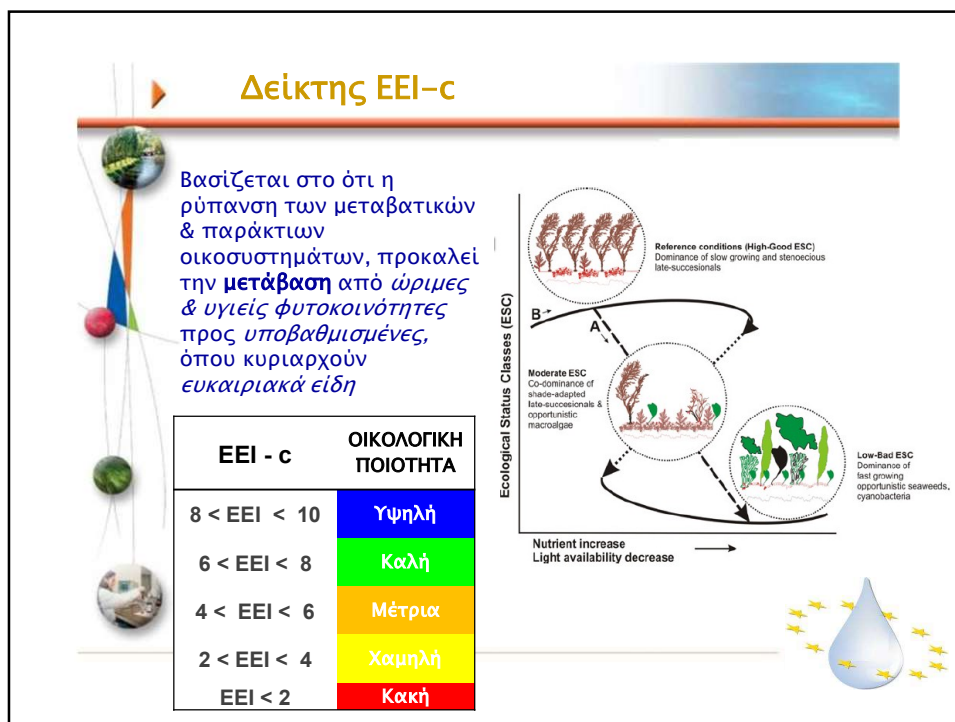 Δείκτης EEI-c
Βασίζεται στο ότι η
ρύπανση των μεταβατικών
& παράκτιων
οικοσυστημάτων, προκαλεί
την μετάβαση από ώριμες
& υγιείς φυτοκοινότητες
προς υποβαθμισμένες,
όπου κυριαρχούν
ευκαιριακά είδη
EEI - c
ΟΙΚΟΛΟΓΙΚΗ
ΠΟΙΟΤΗΤΑ
8 < EEI < 10 Υψηλή
6 < EEI < 8 Καλή
4 < EEI < 6 Μέτρια
2 < EEI < 4 Χαμηλή
EEI < 2 Κακή
Ecological Status Classes (ESC)
Reference conditions (High-Good ESC)
Dominance of slow growing and stenoecious
late-succesionals
B
A
Moderate ESC
Co-dominance of
shade-adapted
late-succesionals &
opportunistic
macroalgae
Low-Bad ESC
Dominance of
fast growing
opportunistic seaweeds,
cyanobacteria
Nutrient increase
Light availability decrease